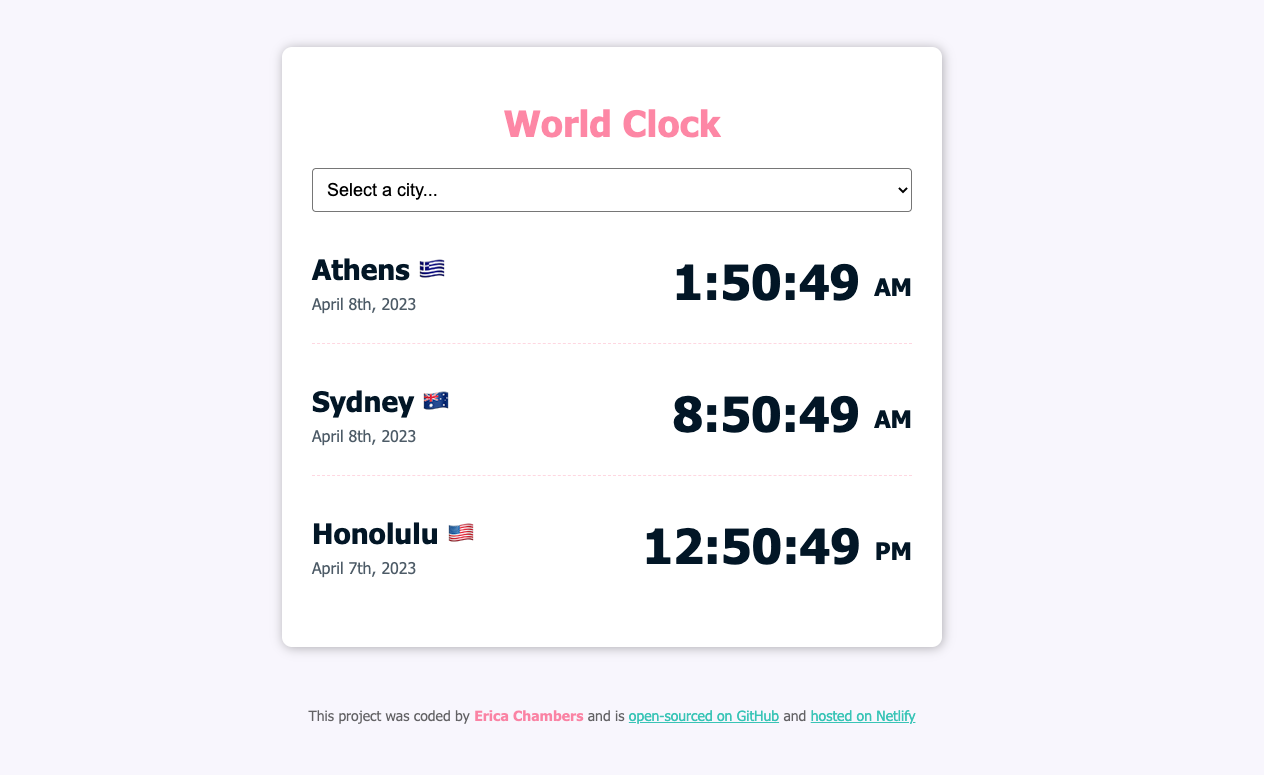 World Clock
Select a city...
Athens 🇬🇷
1:50:49 AM
April 8th, 2023
Sydney 🇦🇺
8:50:49 AM
April 8th, 2023
Honolulu 🇺🇸
12:50:49 PM
April 7th, 2023
This project was coded by Erica Chambers and is open-sourced on GitHub and hosted on Netlify